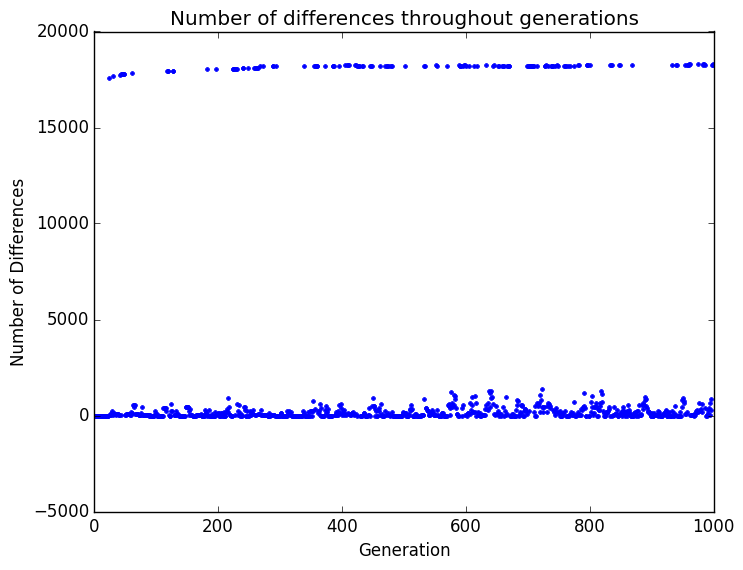 Number of differences throughout generations
20000
15000
10000
5000
0
−5000
Number of Differences
0 200 400 600 800 1000
Generation